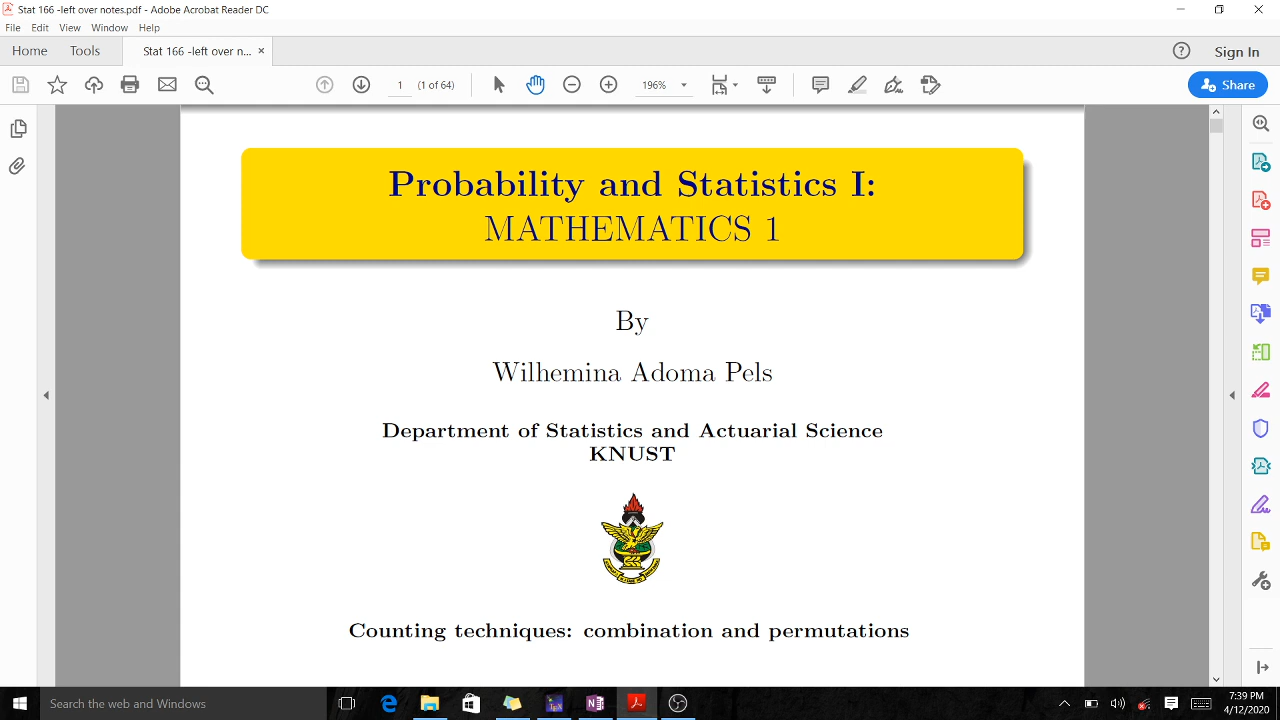 Stat 166 -left over notes.pdf - Adobe Acrobat Reader DC
File Edit View Window Help
Home Tools Stat 166 -left over n... × ? Sign In
1 (1 of 64) 196% Share
Probability and Statistics I:
MATHEMATICS 1
By
Wilhemina Adoma Pels
Department of Statistics and Actuarial Science
KNUST
Counting techniques: combination and permutations
Search the web and Windows
7:39 PM
4/12/2020